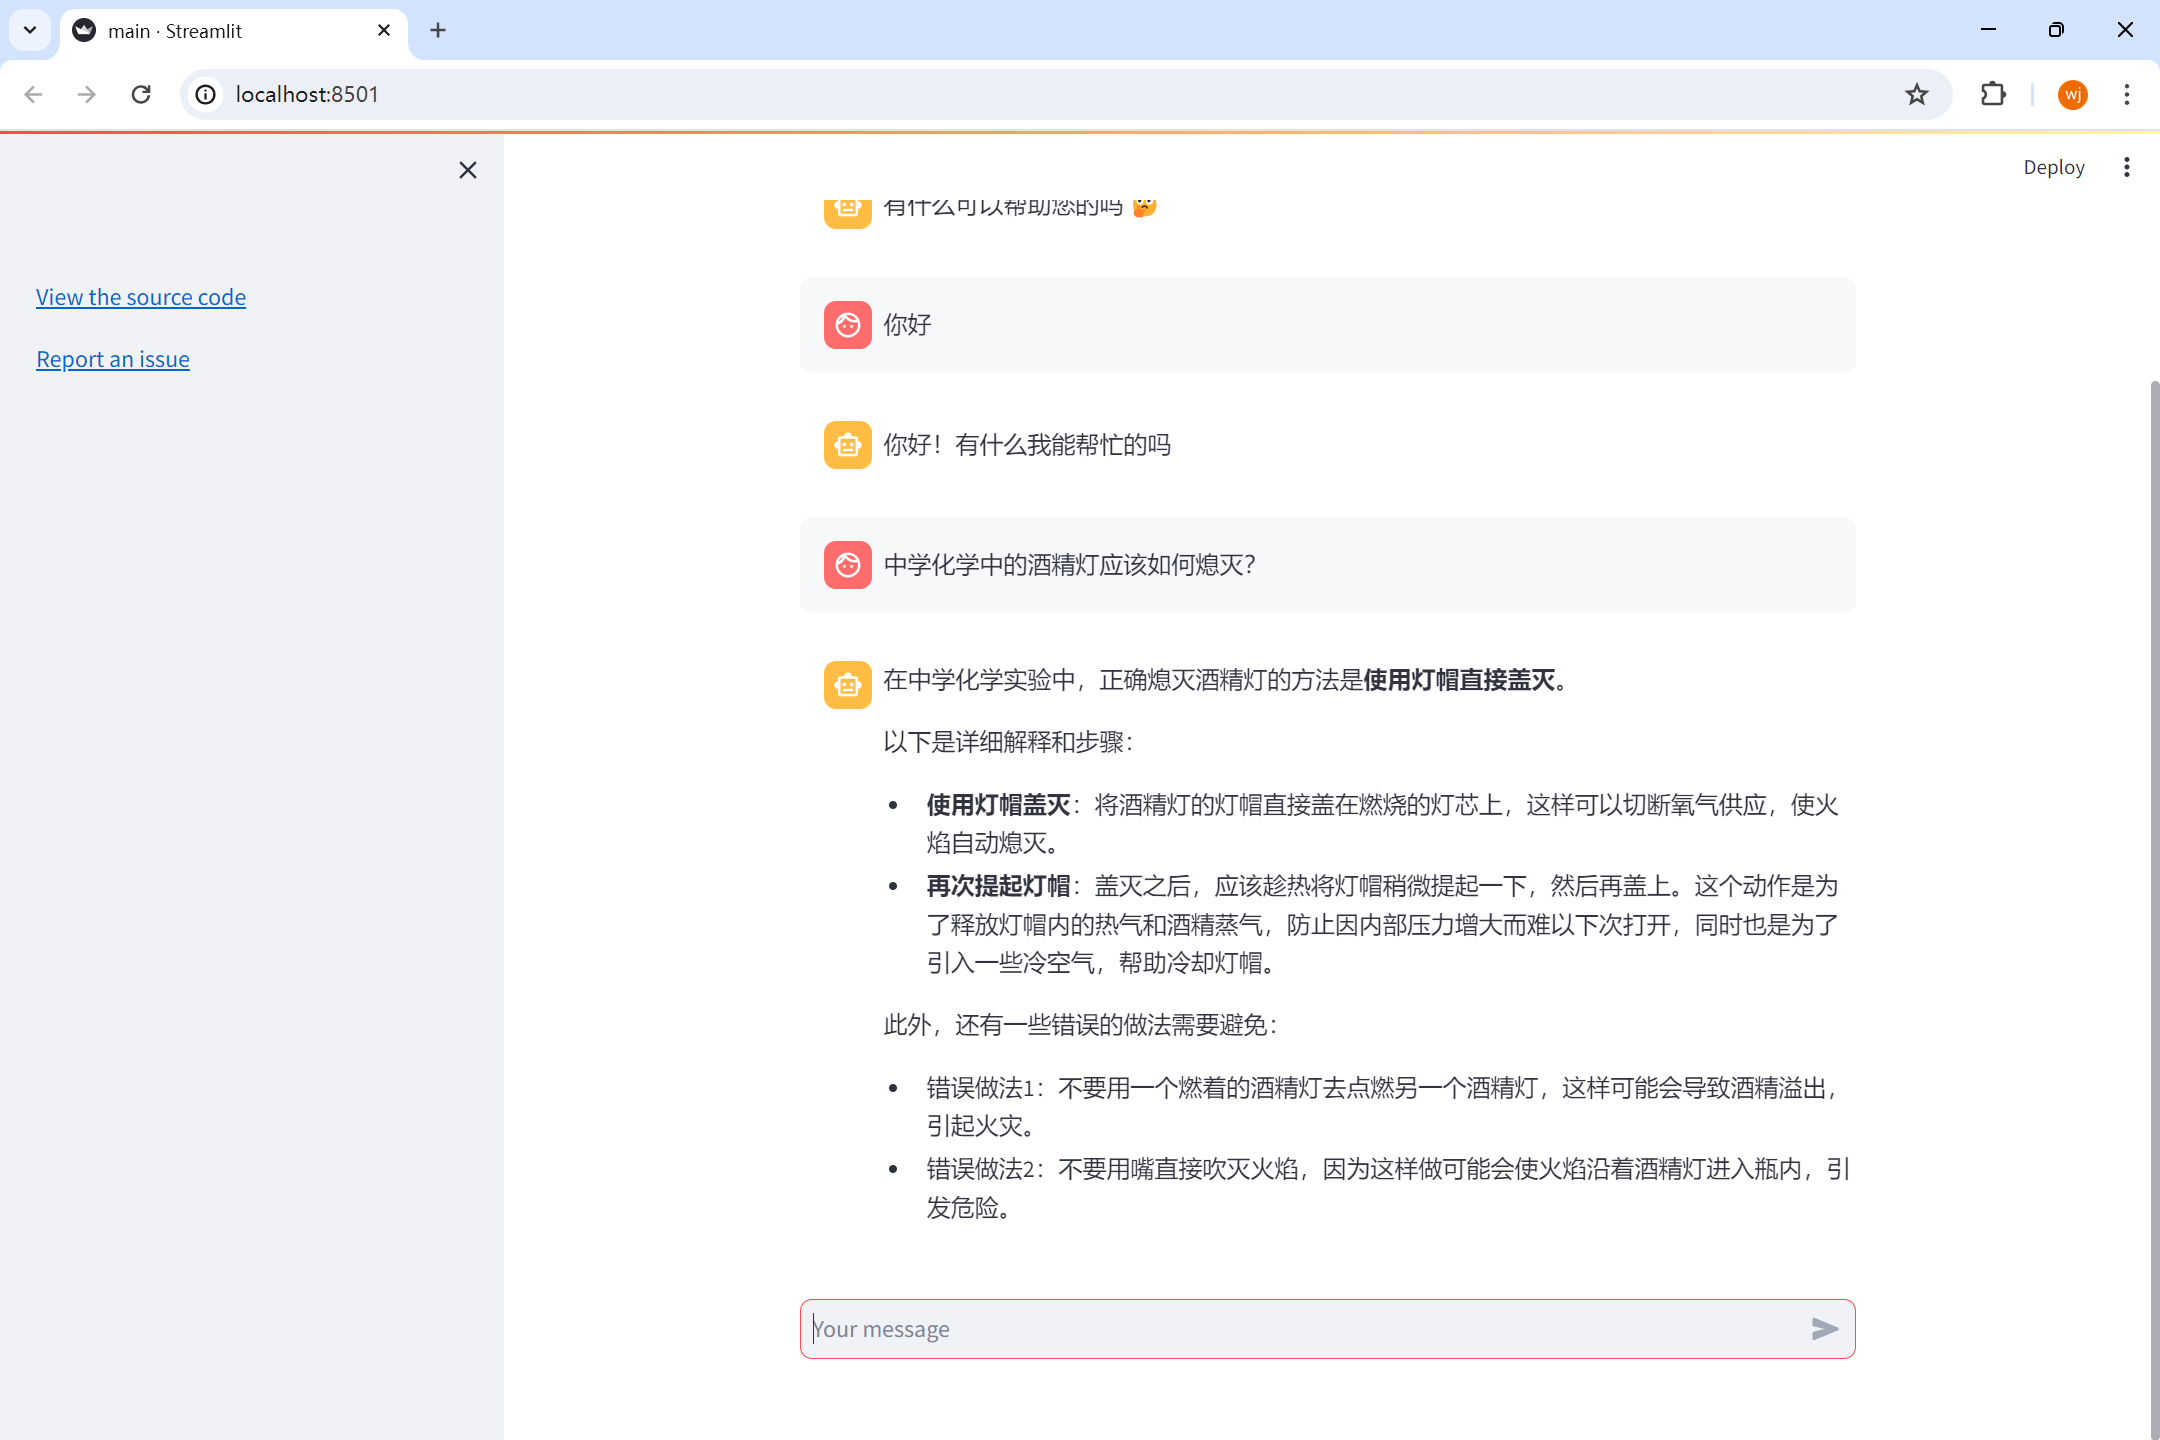 main · Streamlit
localhost:8501
wj
Deploy
View the source code
Report an issue
有什么可以帮助您的吗 🤔
你好
你好！有什么我能帮忙的吗
中学化学中的酒精灯应该如何熄灭？
在中学化学实验中，正确熄灭酒精灯的方法是使用灯帽直接盖灭。
以下是详细解释和步骤：
• 使用灯帽盖灭：将酒精灯的灯帽直接盖在燃烧的灯芯上，这样可以切断氧气供应，使火
焰自动熄灭。
• 再次提起灯帽：盖灭之后，应该趁热将灯帽稍微提起一下，然后再盖上。这个动作是为
了释放灯帽内的热气和酒精蒸气，防止因内部压力增大而难以下次打开，同时也是为了
引入一些冷空气，帮助冷却灯帽。
此外，还有一些错误的做法需要避免：
• 错误做法1：不要用一个燃着的酒精灯去点燃另一个酒精灯，这样可能会导致酒精溢出，
引起火灾。
• 错误做法2：不要用嘴直接吹灭火焰，因为这样做可能会使火焰沿着酒精灯进入瓶内，引
发危险。
Your message